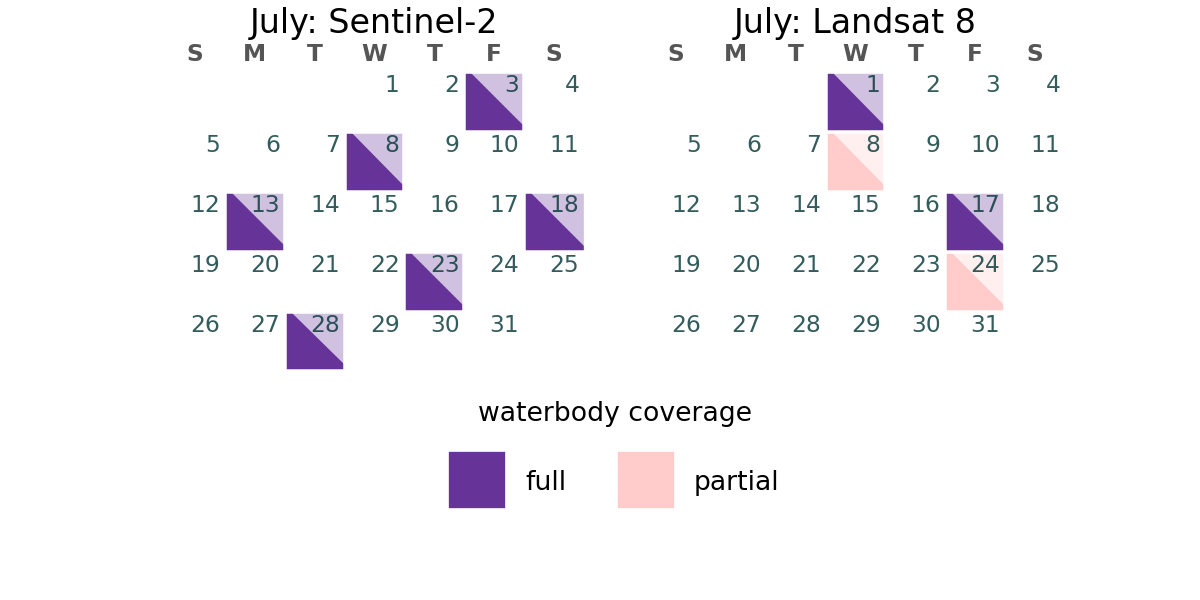 July: Sentinel-2
S M T W T F S
1 2 3 4
5 6 7 8 9 10 11
12 13 14 15 16 17 18
19 20 21 22 23 24 25
26 27 28 29 30 31
July: Landsat 8
S M T W T F S
1 2 3 4
5 6 7 8 9 10 11
12 13 14 15 16 17 18
19 20 21 22 23 24 25
26 27 28 29 30 31
waterbody coverage
full
partial